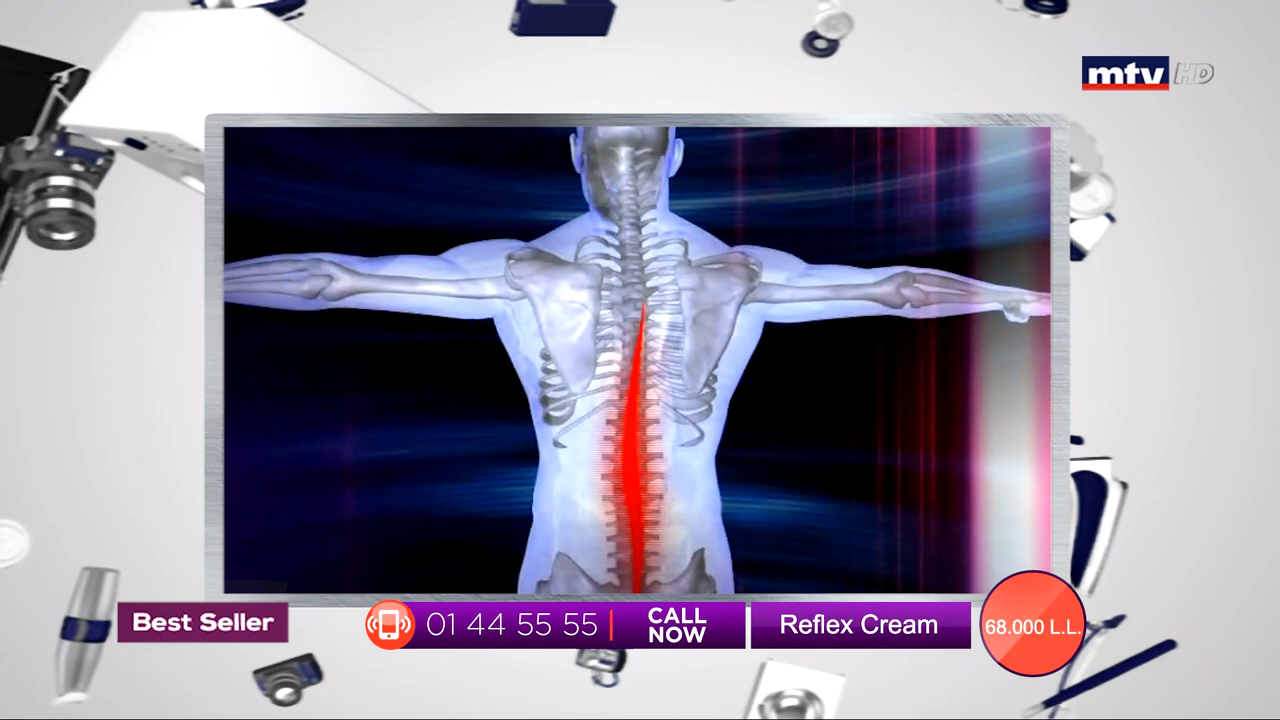 mtv HD
Best Seller
01 44 55 55
CALL
NOW
Reflex Cream
68.000 L.L.